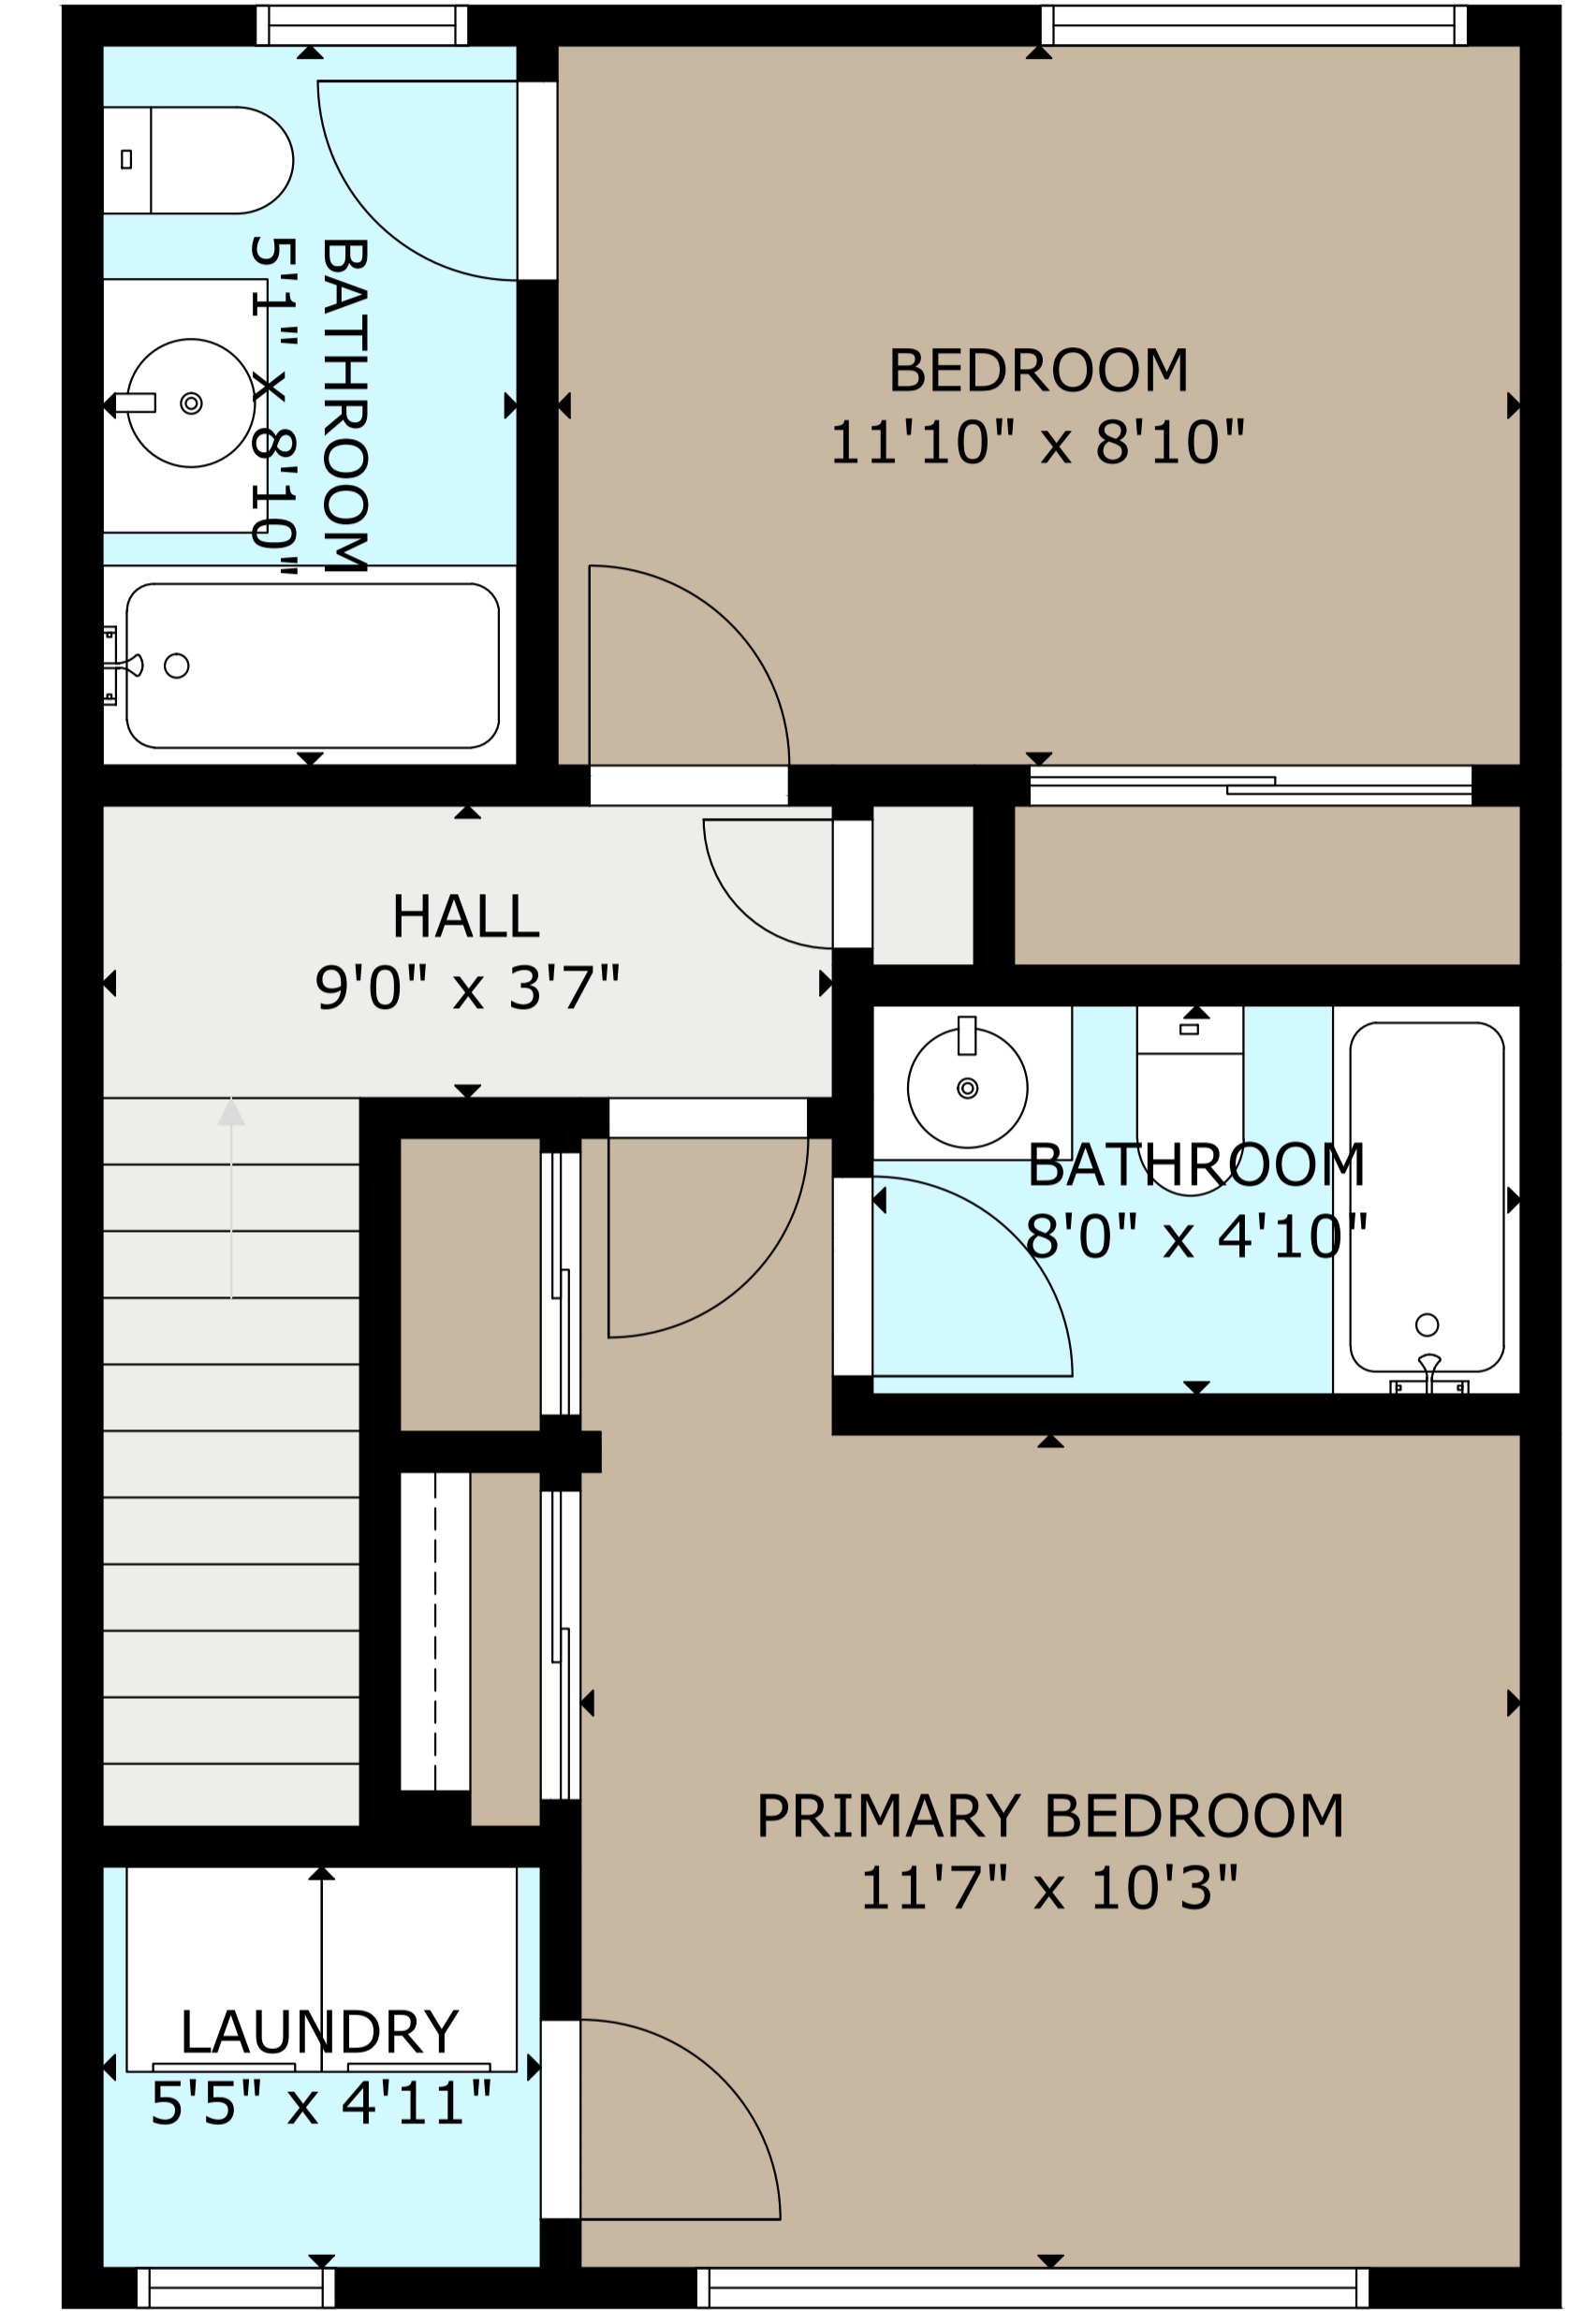 BATHROOM
5'1" x 8'10"
BEDROOM
11'10" x 8'10"
HALL
9'0" x 3'7"
BATHROOM
8'0" x 4'10"
PRIMARY BEDROOM
11'7" x 10'3"
LAUNDRY
5'5" x 4'11"